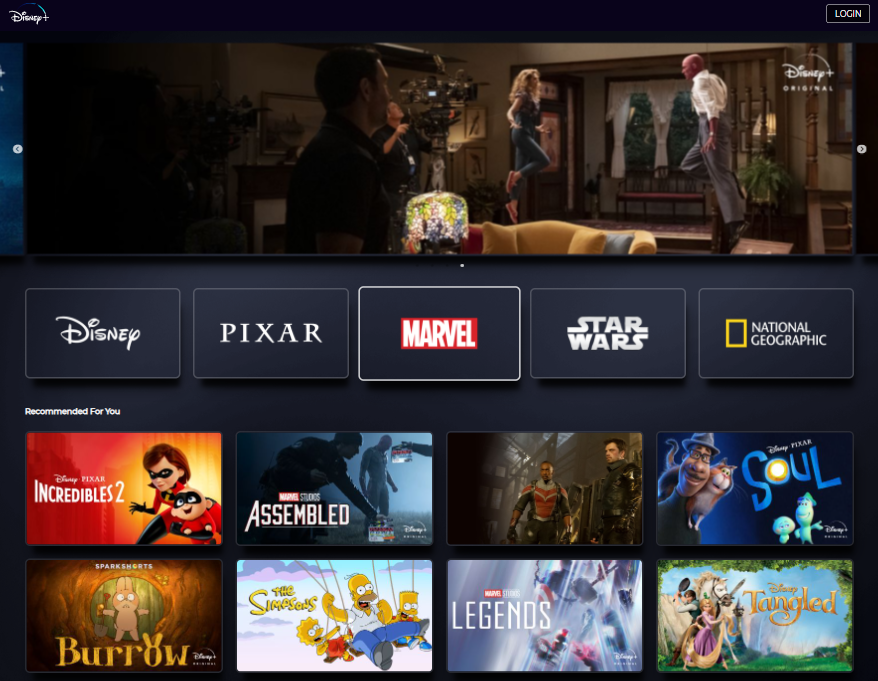 Disney+
LOGIN
Disney+
ORIGINAL
Disney
PIXAR
MARVEL
STAR
WARS
NATIONAL
GEOGRAPHIC
Recommended For You
Disney · PIXAR
INCREDIBLES 2
MARVEL STUDIOS
ASSEMBLED
Disney+
ORIGINAL
Disney PIXAR
SOUL
Disney+
ORIGINAL
SPARKSHORTS
BURROW
Disney+
ORIGINAL
THE
SIMPSONS
MARVEL STUDIOS
LEGENDS
Disney+
ORIGINAL
Disney
Tangled